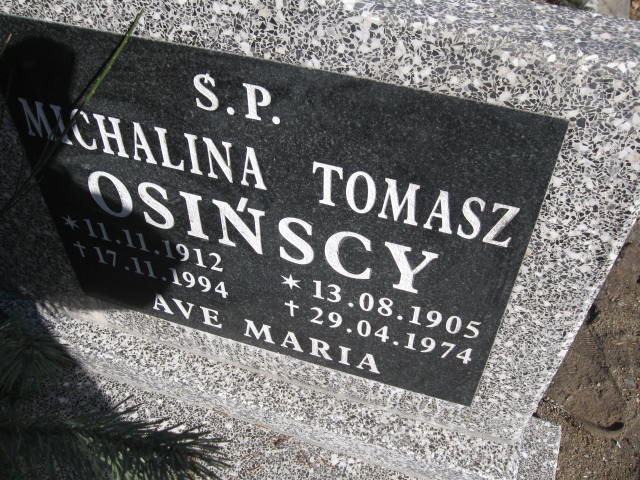 Ś.P.
MICHALINA TOMASZ
OSIŃSCY
* 11.11.1912 * 13.08.1905
† 17.11.1994 † 29.04.1974
AVE MARIA